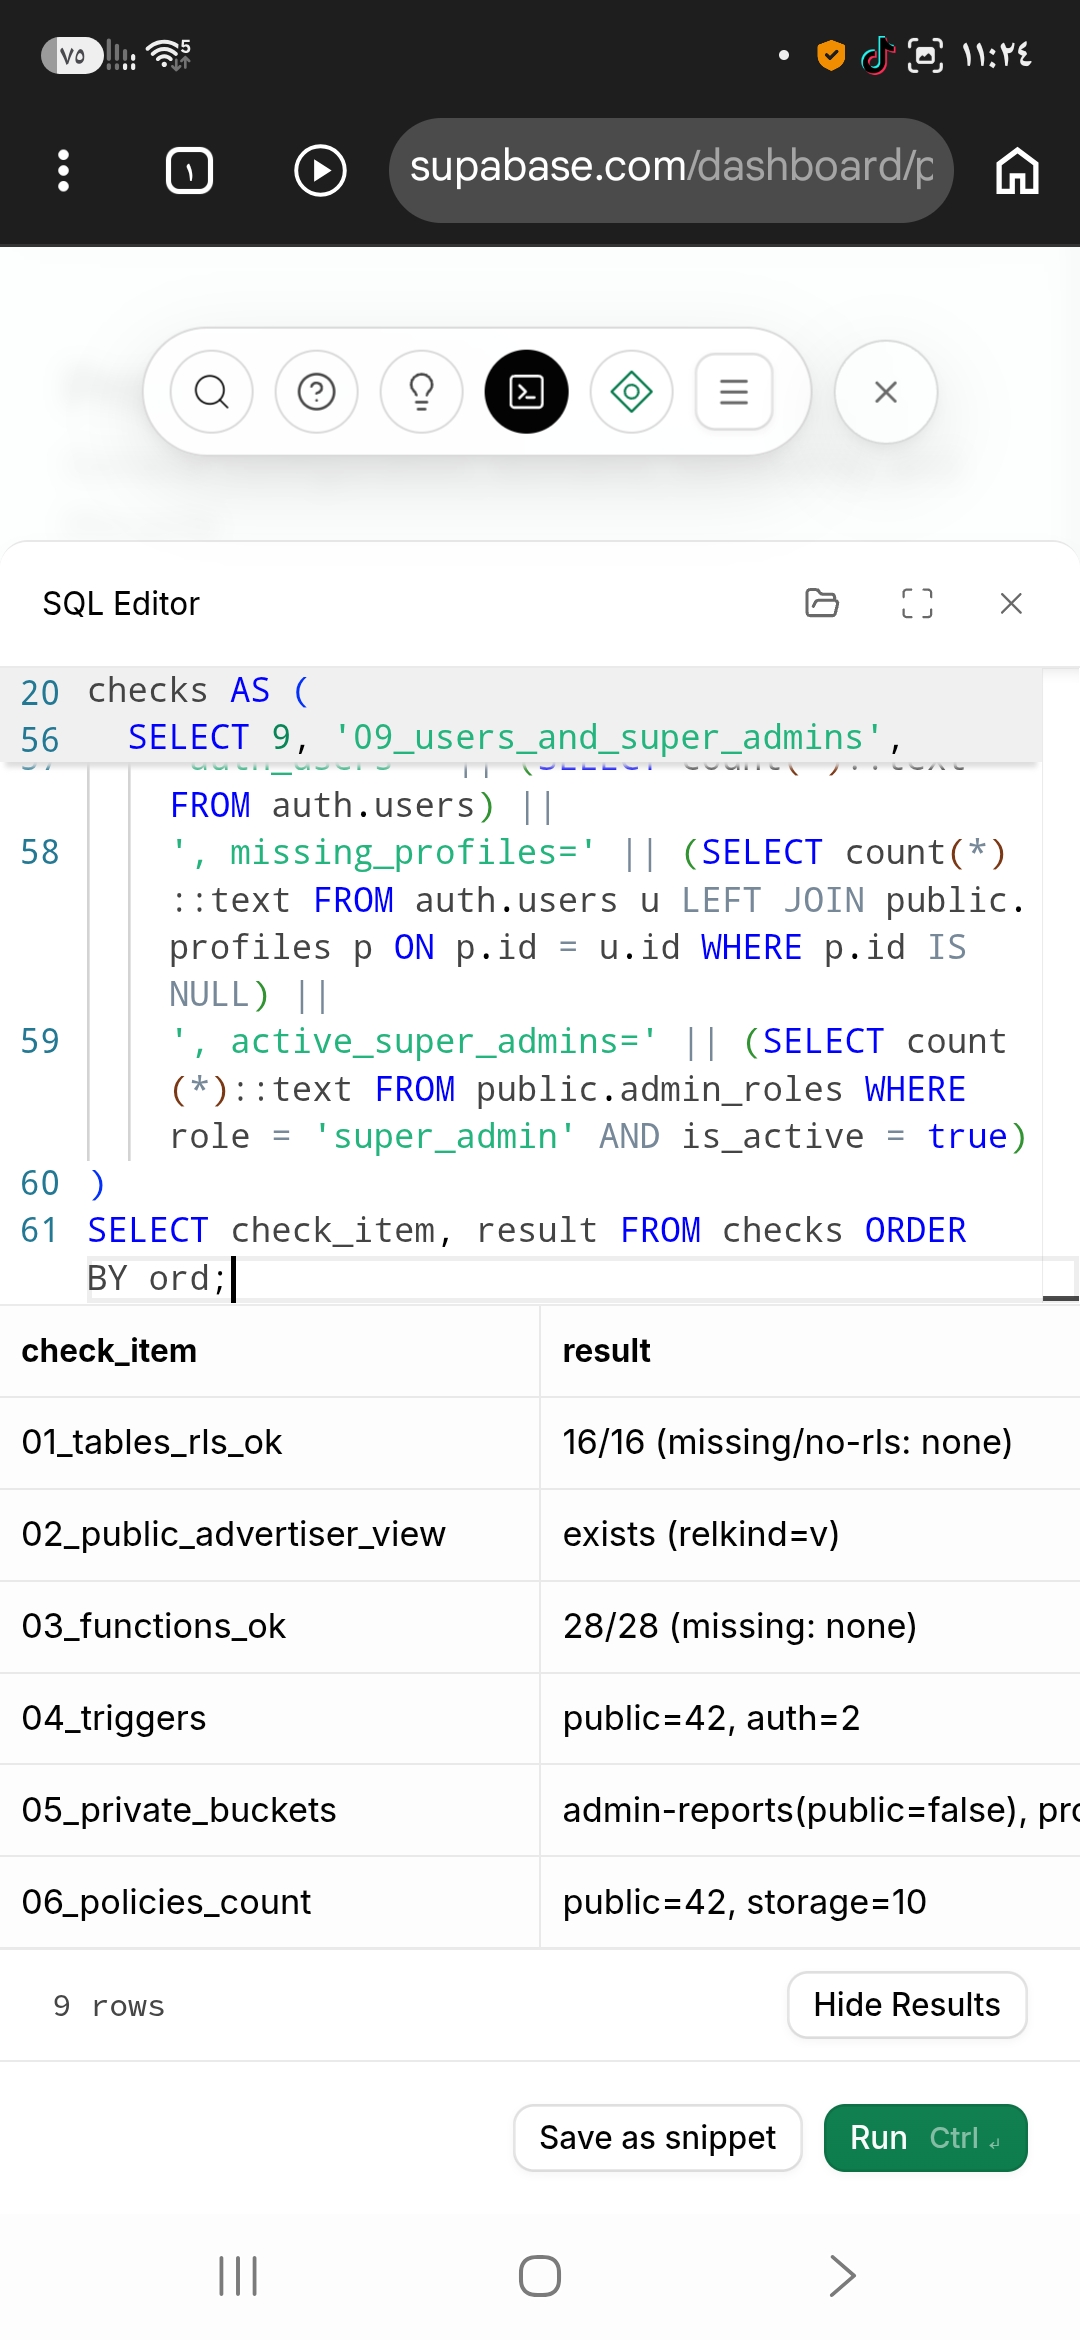 ٧٥
5
١١:٢٤
١
supabase.com/dashboard/p
SQL Editor
20 checks AS (
56 SELECT 9, '09_users_and_super_admins',
FROM auth.users) ||
58 ', missing_profiles=' || (SELECT count(*)
::text FROM auth.users u LEFT JOIN public.
profiles p ON p.id = u.id WHERE p.id IS
NULL) ||
59 ', active_super_admins=' || (SELECT count
(*)::text FROM public.admin_roles WHERE
role = 'super_admin' AND is_active = true)
60 )
61 SELECT check_item, result FROM checks ORDER
BY ord;
check_item result
01_tables_rls_ok 16/16 (missing/no-rls: none)
02_public_advertiser_view exists (relkind=v)
03_functions_ok 28/28 (missing: none)
04_triggers public=42, auth=2
05_private_buckets admin-reports(public=false), pro
06_policies_count public=42, storage=10
9 rows
Hide Results
Save as snippet
Run Ctrl ↵